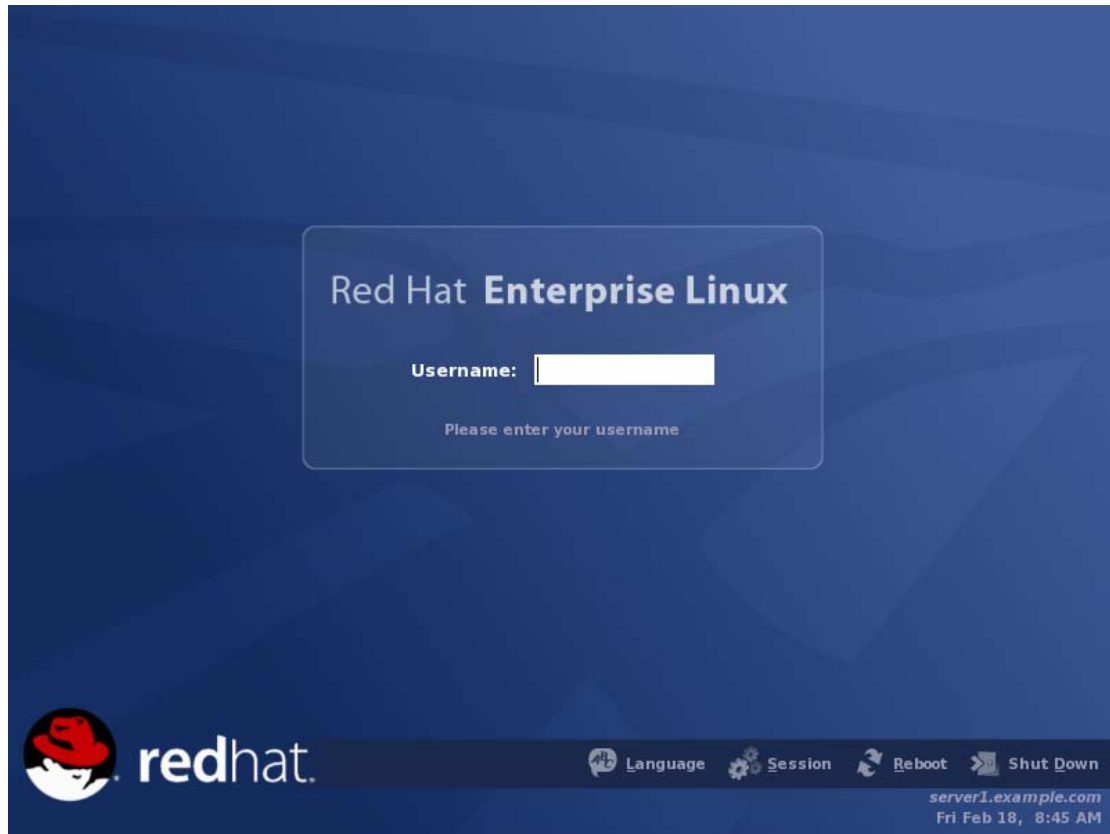 Red Hat Enterprise Linux
Username:
Please enter your username
redhat.
Language Session Reboot Shut Down
server1.example.com
Fri Feb 18, 8:45 AM